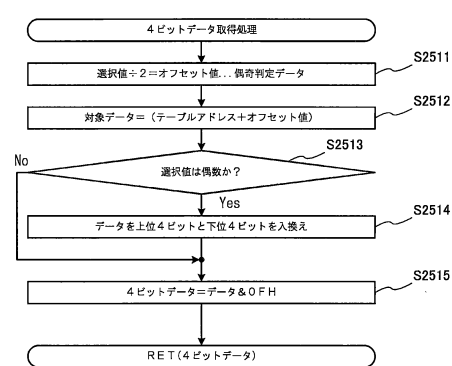 4ビットデータ取得処理
S2511
選択値÷2＝オフセット値...偶奇判定データ
S2512
対象データ＝（テーブルアドレス＋オフセット値）
S2513
No
選択値は偶数か？
Yes
S2514
データを上位4ビットと下位4ビットを入換え
S2515
4ビットデータ＝データ＆0FH
RET（4ビットデータ）